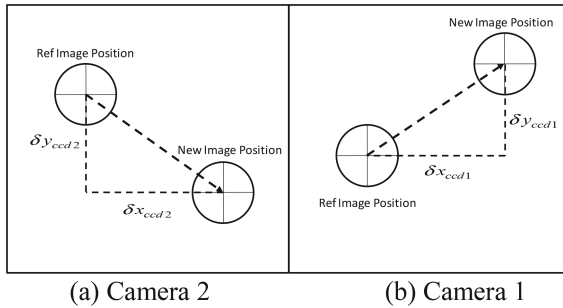 Ref Image Position
δy_ccd2
New Image Position
δx_ccd2
New Image Position
δy_ccd1
δx_ccd1
Ref Image Position
(a) Camera 2
(b) Camera 1